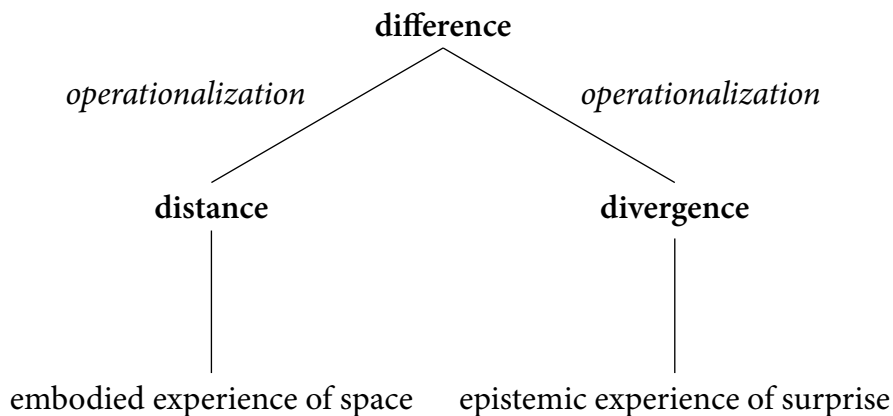 difference
operationalization operationalization
distance divergence
embodied experience of space epistemic experience of surprise